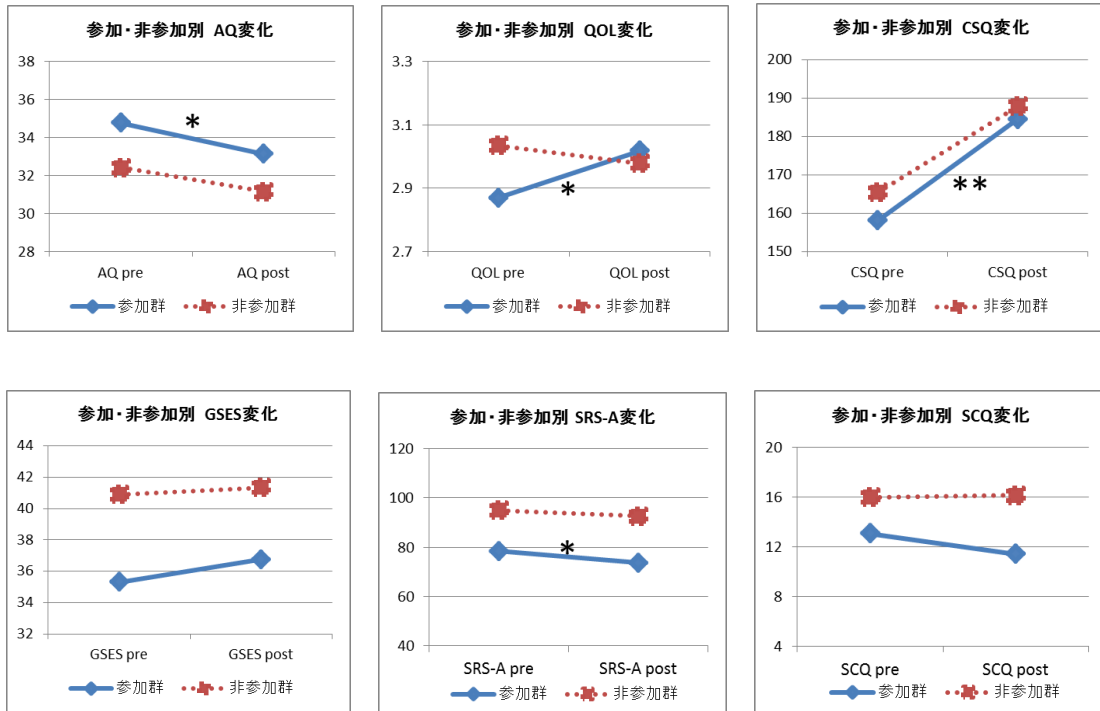 参加・非参加別 AQ変化
38
36
34
32
30
28
*
AQ pre
AQ post
参加群
非参加群
参加・非参加別 QOL変化
3.3
3.1
2.9
2.7
*
QOL pre
QOL post
参加群
非参加群
参加・非参加別 CSQ変化
200
190
180
170
160
150
**
CSQ pre
CSQ post
参加群
非参加群
参加・非参加別 GSES変化
44
42
40
38
36
34
32
GSES pre
GSES post
参加群
非参加群
参加・非参加別 SRS-A変化
120
100
80
60
40
*
SRS-A pre
SRS-A post
参加群
非参加群
参加・非参加別 SCQ変化
20
16
12
8
4
SCQ pre
SCQ post
参加群
非参加群